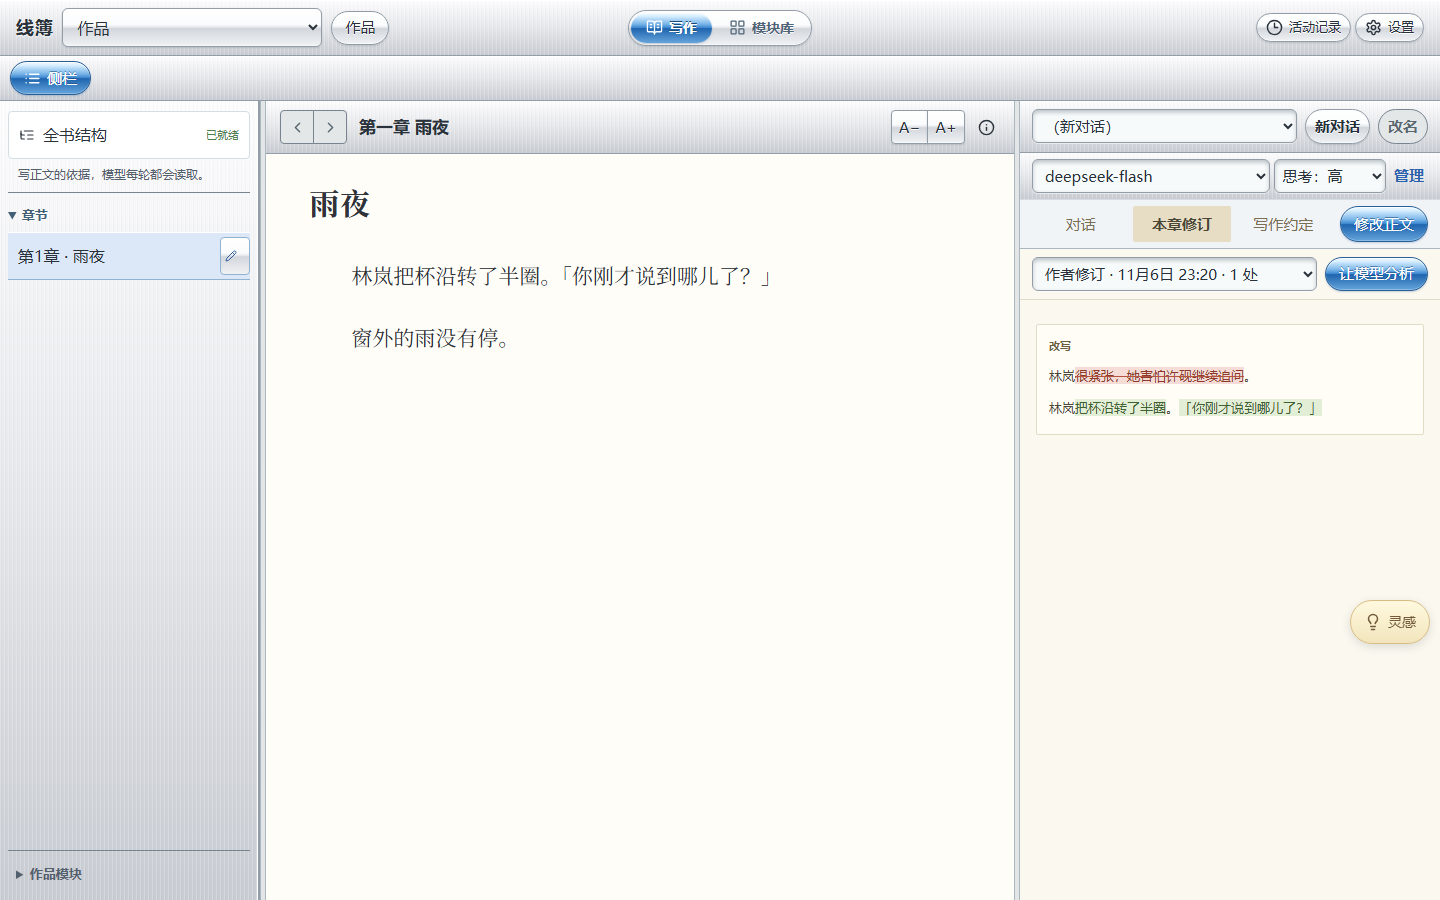 线簿 作品 作品 写作 模块库 活动记录 设置
侧栏
全书结构 已就绪
写正文的依据，模型每轮都会读取。
章节
第1章 · 雨夜
作品模块
第一章 雨夜 A− A+
雨夜
林岚把杯沿转了半圈。「你刚才说到哪儿了？」
窗外的雨没有停。
（新对话） 新对话 改名
deepseek-flash 思考：高 管理
对话 本章修订 写作约定 修改正文
作者修订 · 11月6日 23:20 · 1 处 让模型分析
改写
林岚很紧张，她害怕许砚继续追问。
林岚把杯沿转了半圈。「你刚才说到哪儿了？」
灵感